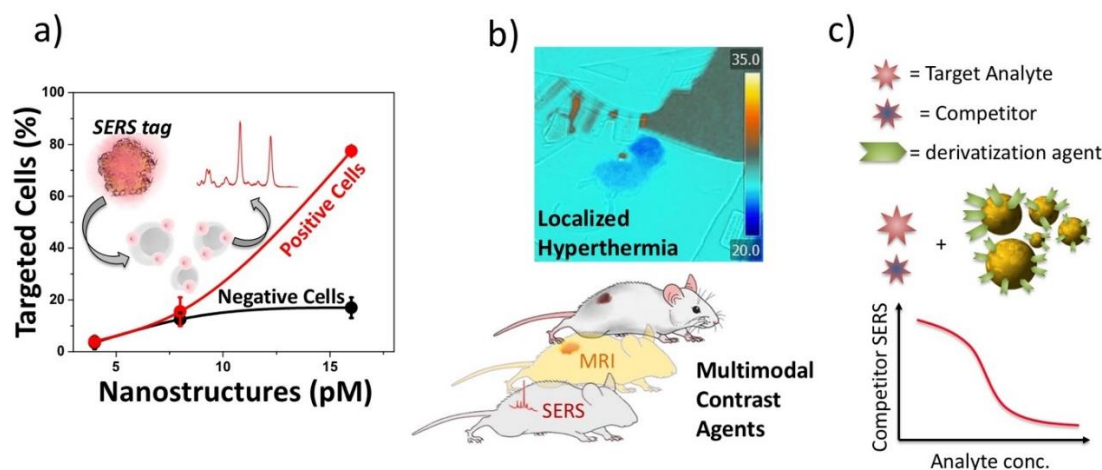 a)
Targeted Cells (%)
100
80
60
40
20
0
5
10
15
Nanostructures (pM)
SERS tag
Positive Cells
Negative Cells
b)
35.0
20.0
Localized
Hyperthermia
MRI
SERS
Multimodal
Contrast
Agents
c)
= Target Analyte
= Competitor
= derivatization agent
+
Competitor SERS
Analyte conc.